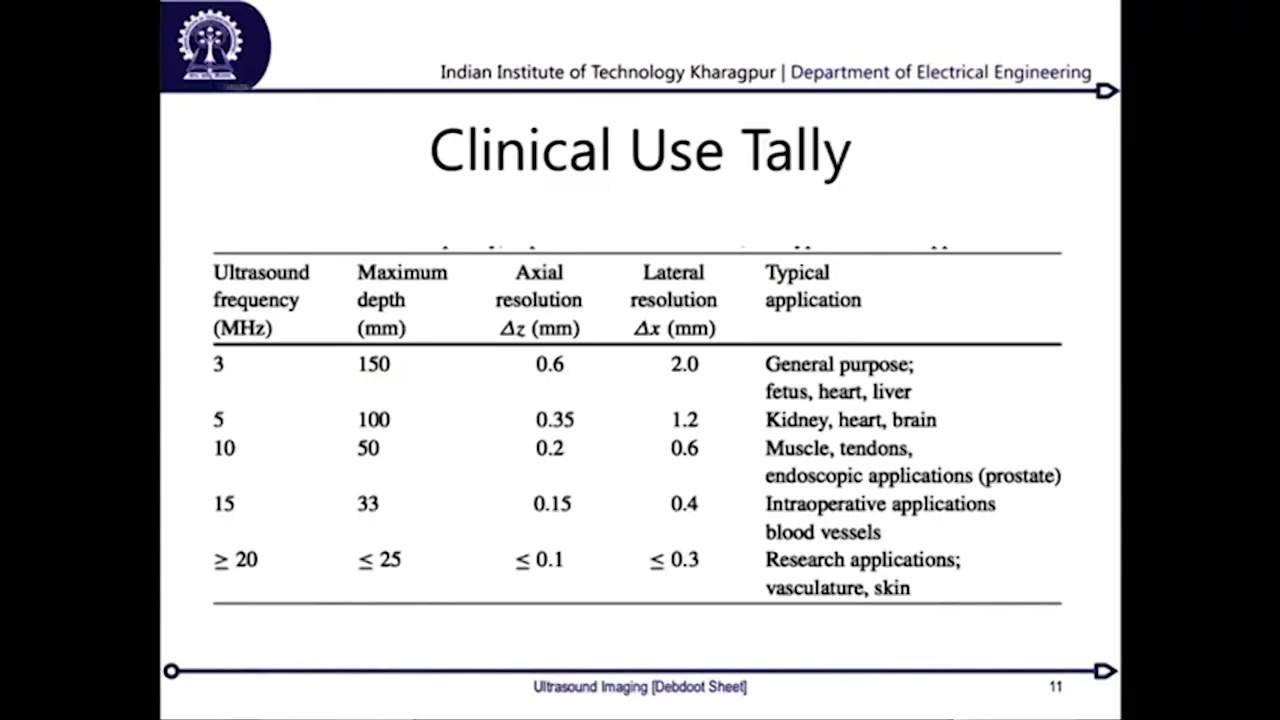 Indian Institute of Technology Kharagpur | Department of Electrical Engineering
Clinical Use Tally
Ultrasound frequency (MHz) Maximum depth (mm) Axial resolution Δz (mm) Lateral resolution Δx (mm) Typical application
3 150 0.6 2.0 General purpose;
fetus, heart, liver
5 100 0.35 1.2 Kidney, heart, brain
10 50 0.2 0.6 Muscle, tendons,
endoscopic applications (prostate)
15 33 0.15 0.4 Intraoperative applications
blood vessels
≥ 20 ≤ 25 ≤ 0.1 ≤ 0.3 Research applications;
vasculature, skin
Ultrasound Imaging [Debdoot Sheet] 11